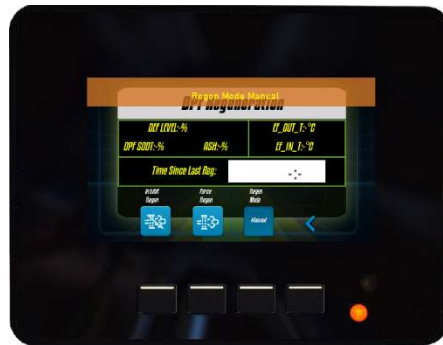 Regen Mode Manual
DPF Regeneration
DEF LEVEL:-% EF_OUT_T:-°C
DPF SOOT:-% ASH:-% EF_IN_T:-°C
Time Since Last Reg: -:-
Inhibit Regen Force Regen Regen Mode
Manual